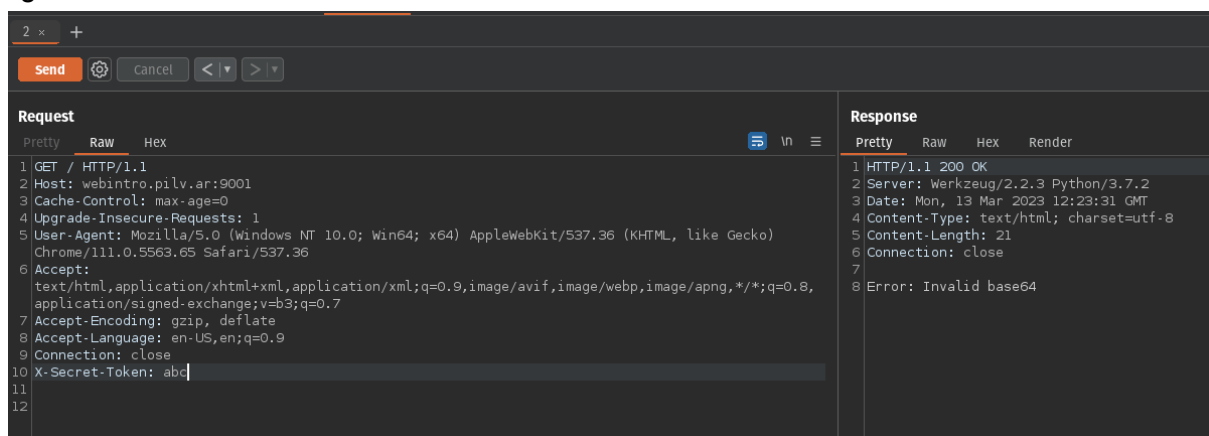 2 × +
Send Cancel < ▾ > ▾
Request
Pretty Raw Hex \n
1 GET / HTTP/1.1
2 Host: webintro.pilv.ar:9001
3 Cache-Control: max-age=0
4 Upgrade-Insecure-Requests: 1
5 User-Agent: Mozilla/5.0 (Windows NT 10.0; Win64; x64) AppleWebKit/537.36 (KHTML, like Gecko)
Chrome/111.0.5563.65 Safari/537.36
6 Accept:
text/html,application/xhtml+xml,application/xml;q=0.9,image/avif,image/webp,image/apng,*/*;q=0.8,
application/signed-exchange;v=b3;q=0.7
7 Accept-Encoding: gzip, deflate
8 Accept-Language: en-US,en;q=0.9
9 Connection: close
10 X-Secret-Token: abc
11
12
Response
Pretty Raw Hex Render
1 HTTP/1.1 200 OK
2 Server: Werkzeug/2.2.3 Python/3.7.2
3 Date: Mon, 13 Mar 2023 12:23:31 GMT
4 Content-Type: text/html; charset=utf-8
5 Content-Length: 21
6 Connection: close
7
8 Error: Invalid base64